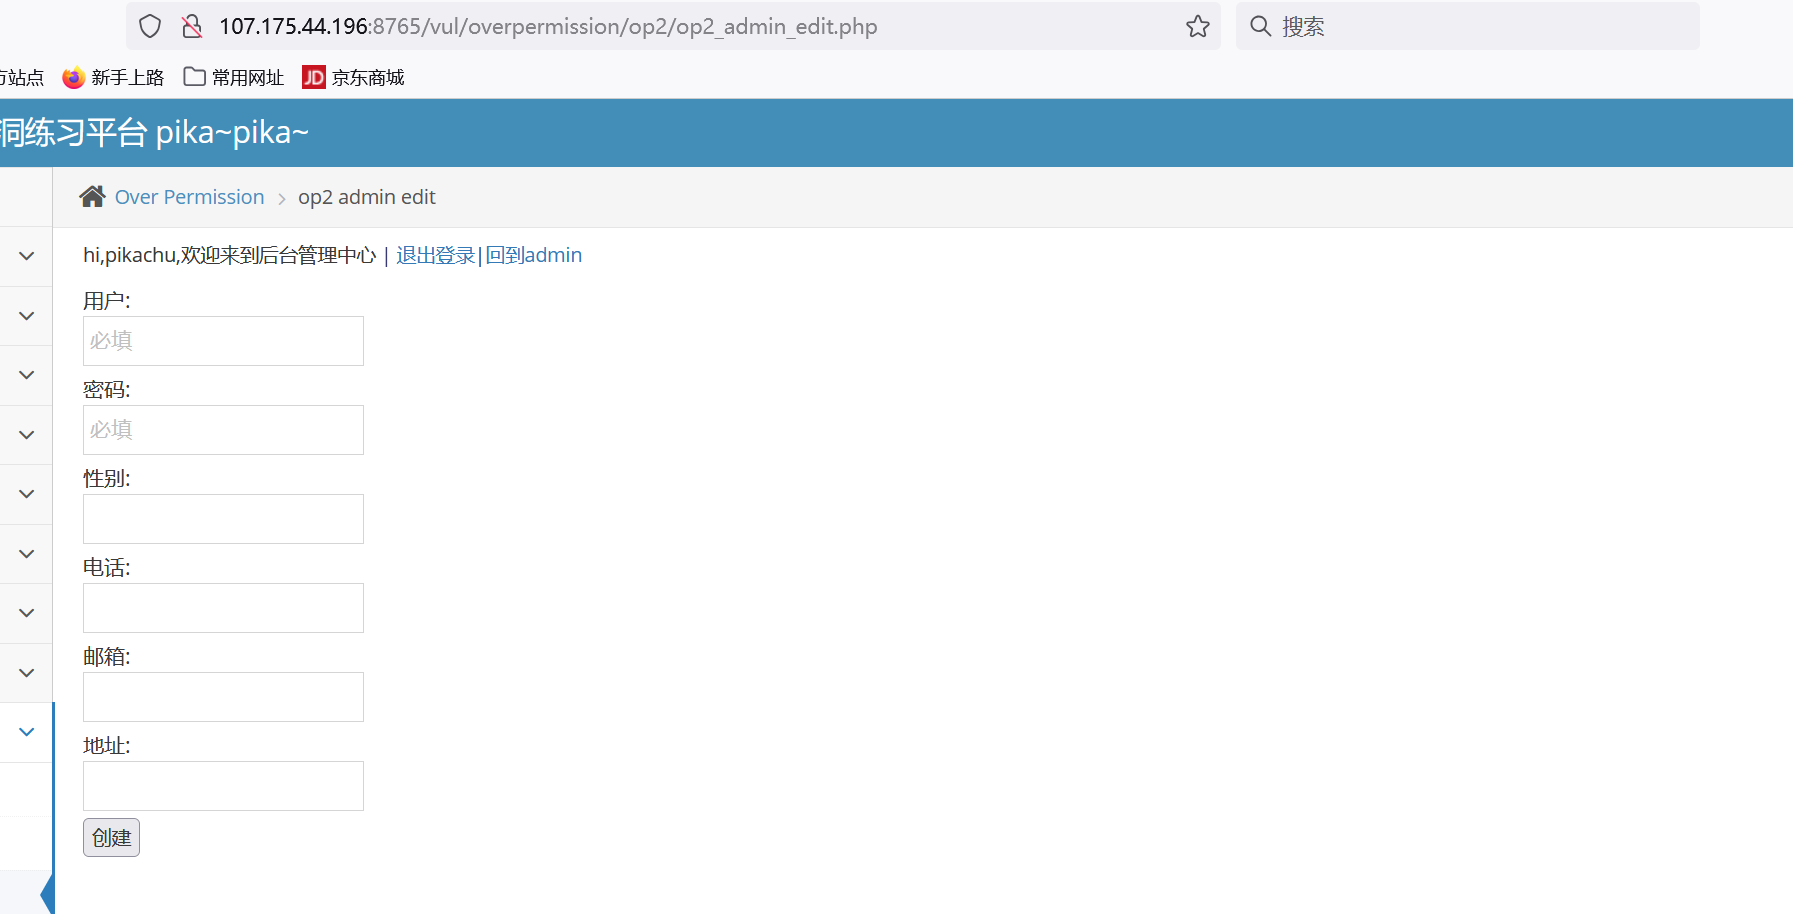 107.175.44.196:8765/vul/overpermission/op2/op2_admin_edit.php
搜索
站点 新手上路 常用网址 JD 京东商城
洞练习平台 pika~pika~
Over Permission > op2 admin edit
hi,pikachu,欢迎来到后台管理中心 | 退出登录|回到admin
用户:
必填
密码:
必填
性别:
电话:
邮箱:
地址:
创建